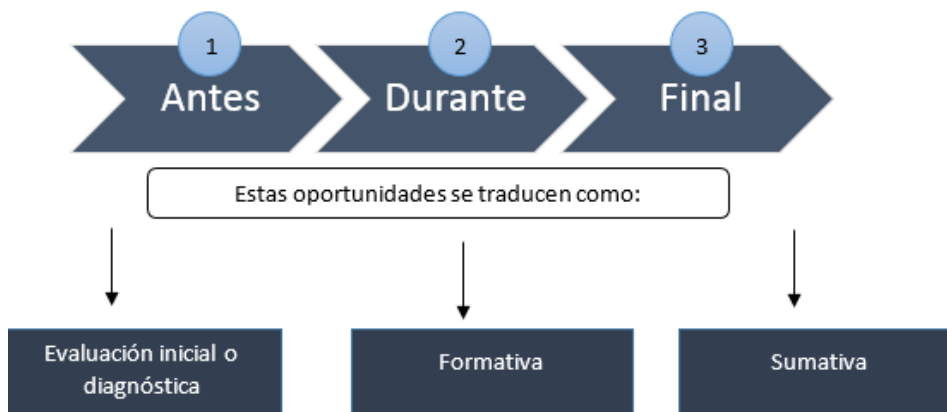 1
2
3
Antes
Durante
Final
Estas oportunidades se traducen como:
Evaluación inicial o
diagnóstica
Formativa
Sumativa